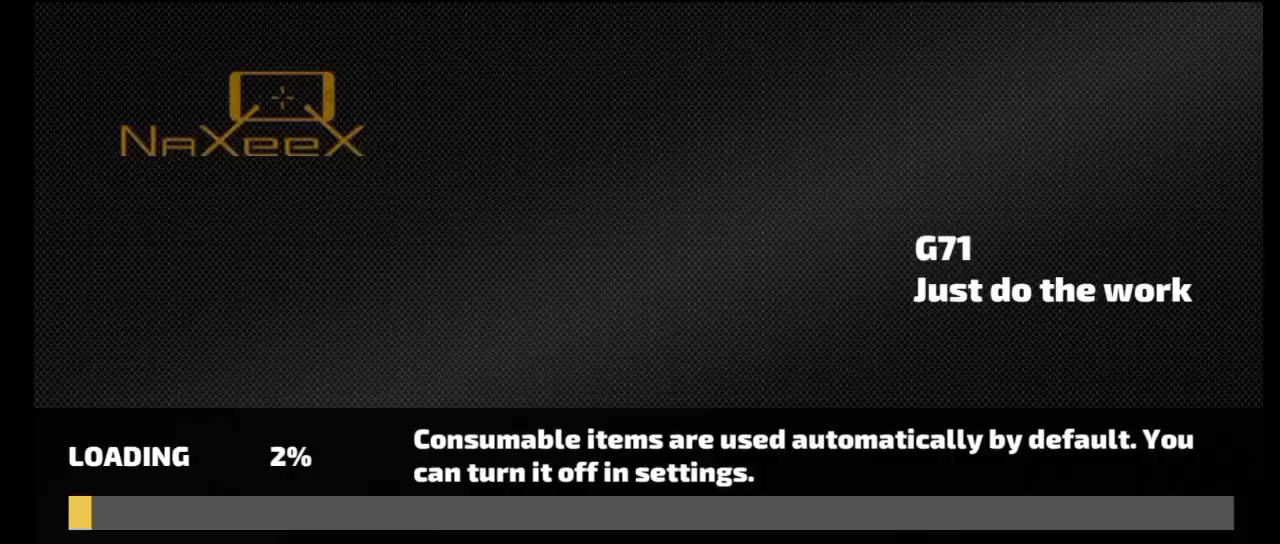 NaXeeX
G71
Just do the work
LOADING 2%
Consumable items are used automatically by default. You
can turn it off in settings.